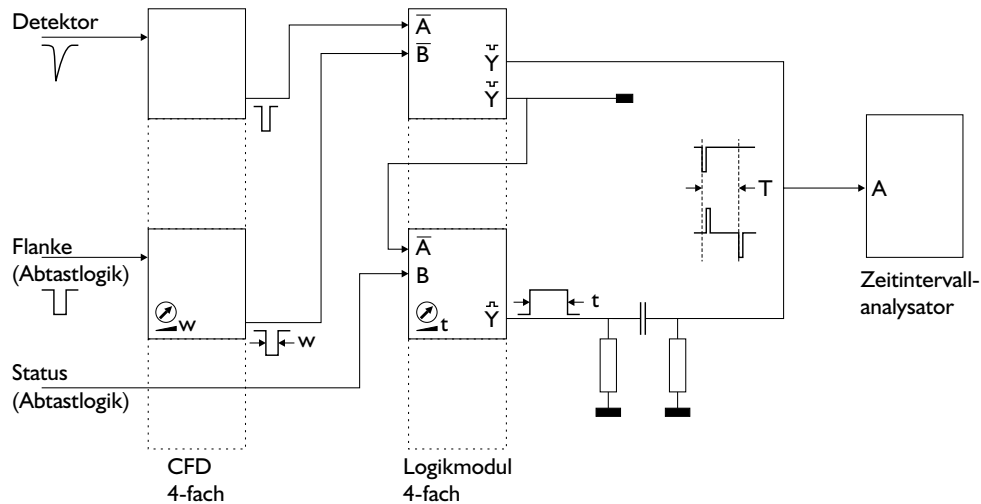 Detektor
A
B
Y
Y
T
A
Flanke
(Abtastlogik)
A
B
Y
t
w
t
w
Zeitintervall-
analysator
Status
(Abtastlogik)
CFD
4-fach
Logikmodul
4-fach